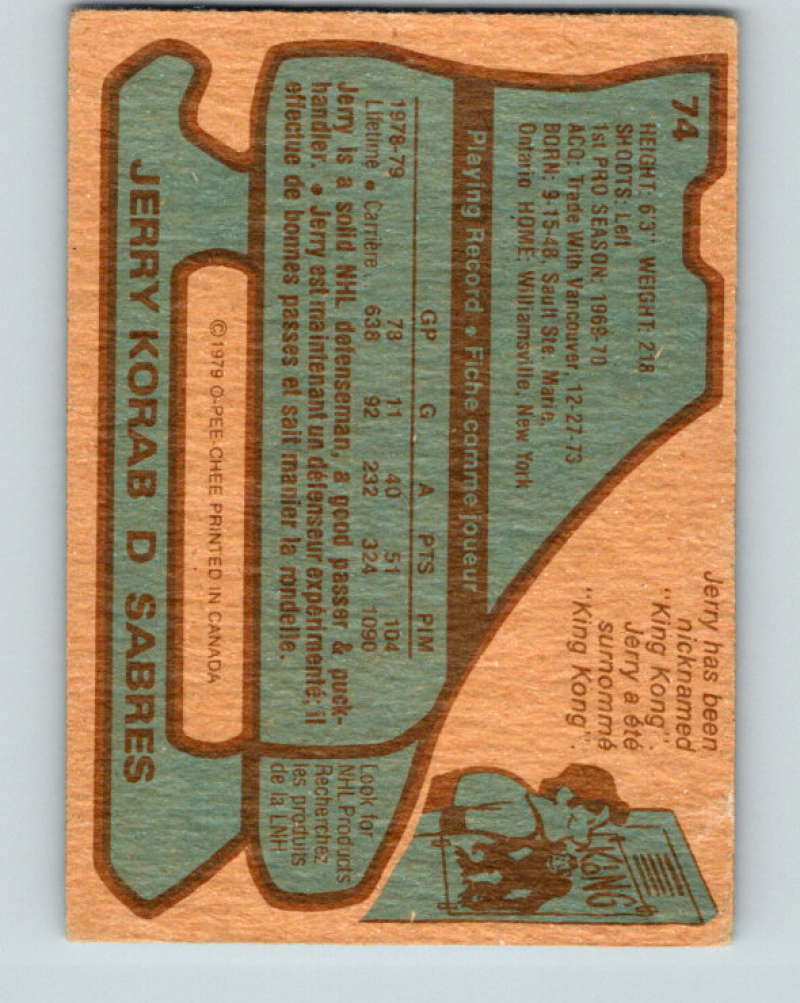 74
HEIGHT: 6'3" WEIGHT: 218
SHOOTS: Left
1st PRO SEASON: 1969-70
ACQ: Trade With Vancouver, 12-27-73
BORN: 9-15-48, Sault Ste. Marie,
Ontario HOME: Williamsville, New York
Playing Record • Fiche comme joueur
GP G A PTS PIM
1978-79 78 11 40 51 104
Lifetime • Carrière 638 92 232 324 1090
Jerry is a solid NHL defenseman, a good passer & puck-
handler. • Jerry est maintenant un défenseur expérimenté; il
effectue de bonnes passes et sait manier la rondelle.
Jerry has been
nicknamed
"King Kong".
Jerry a été
surnommé
"King Kong".
KONG
Look for
NHL Products
Recherchez
les produits
de la LNH
©1979 O-PEE-CHEE PRINTED IN CANADA
JERRY KORAB D SABRES